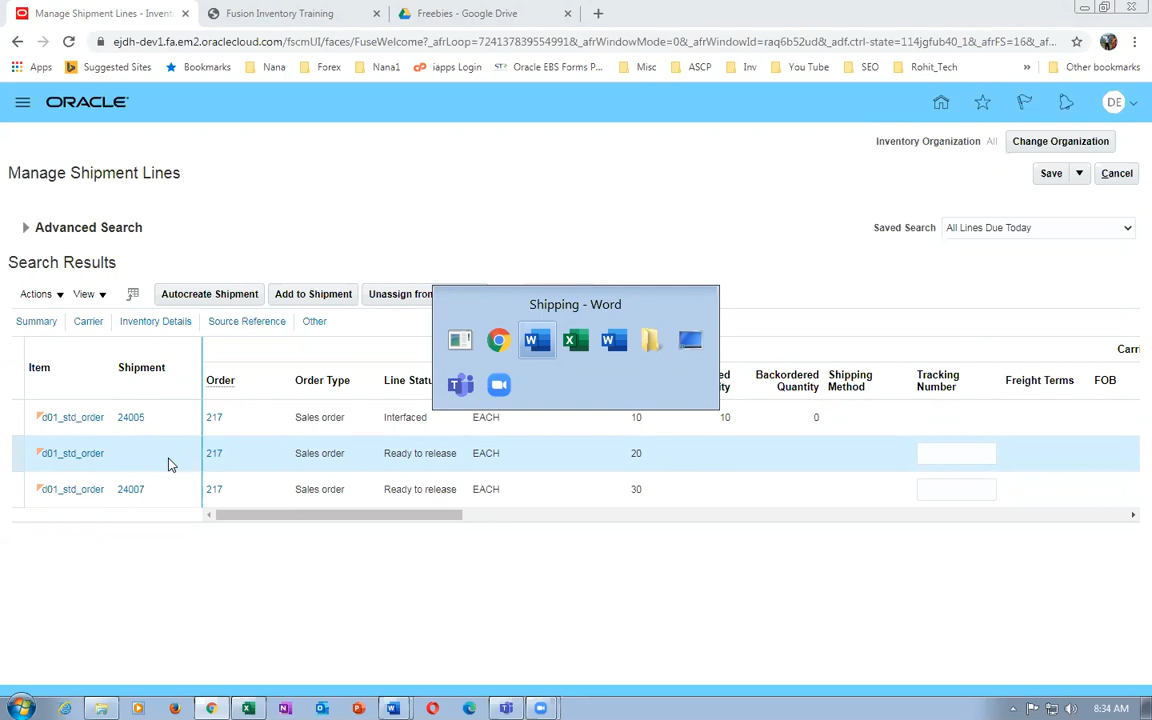 Manage Shipment Lines - Invent
Fusion Inventory Training
Freebies - Google Drive
ejdh-dev1.fa.em2.oraclecloud.com/fscmUI/faces/FuseWelcome?_afrLoop=724137839554991&_afrWindowMode=0&_afrWindowId=raq6b52ud&_adf.ctrl-state=114jgfub40_1&_afrFS=16&_af...
Apps Suggested Sites Bookmarks Nana Forex Nana1 iapps Login Oracle EBS Forms P... Misc ASCP Inv You Tube SEO Rohit_Tech » Other bookmarks
ORACLE DE
Inventory Organization All Change Organization
Manage Shipment Lines Save Cancel
Advanced Search Saved Search All Lines Due Today
Search Results
Actions View Autocreate Shipment Add to Shipment Unassign from
Shipping - Word
Summary Carrier Inventory Details Source Reference Other
Carri
Item Shipment Order Order Type Line Statu Backordered Quantity Shipping Method Tracking Number Freight Terms FOB
d01_std_order 24005 217 Sales order Interfaced EACH 10 10 0
d01_std_order 217 Sales order Ready to release EACH 20
d01_std_order 24007 217 Sales order Ready to release EACH 30
8:34 AM